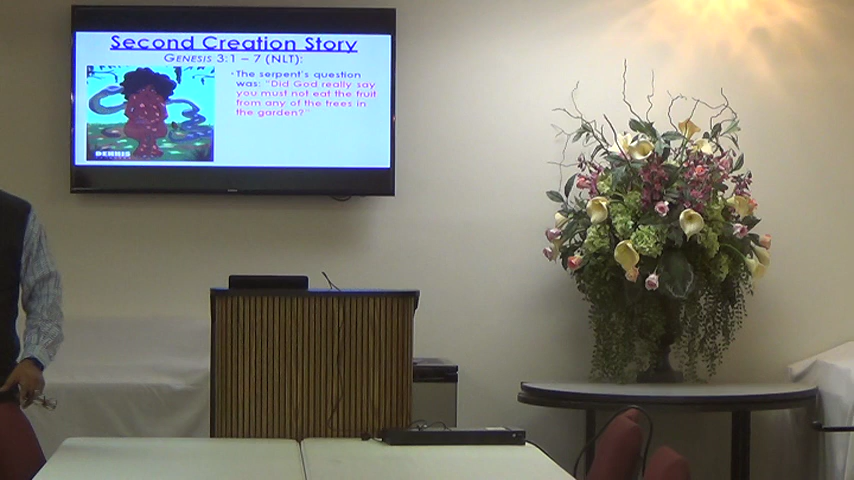 Second Creation Story
Genesis 3:1 – 7 (NLT):
• The serpent's question
was: "Did God really say
you must not eat the fruit
from any of the trees in
the garden?"
DENNIS